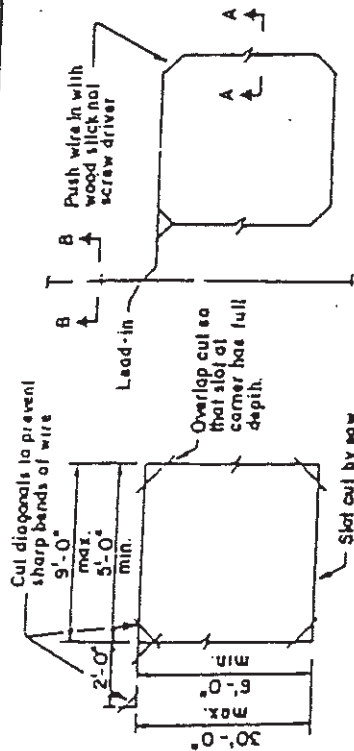 Cut diagonals to prevent
sharp bends of wire
9'-0"
max.
5'-0"
min.
2'-0"
30'-0"
max.
6'-0"
min.
Overlap cut so
that slot at
corner has full
depth.
Slot cut by saw
B
B
Lead-in
Push wire in with
wood stick not
screw driver
A
A